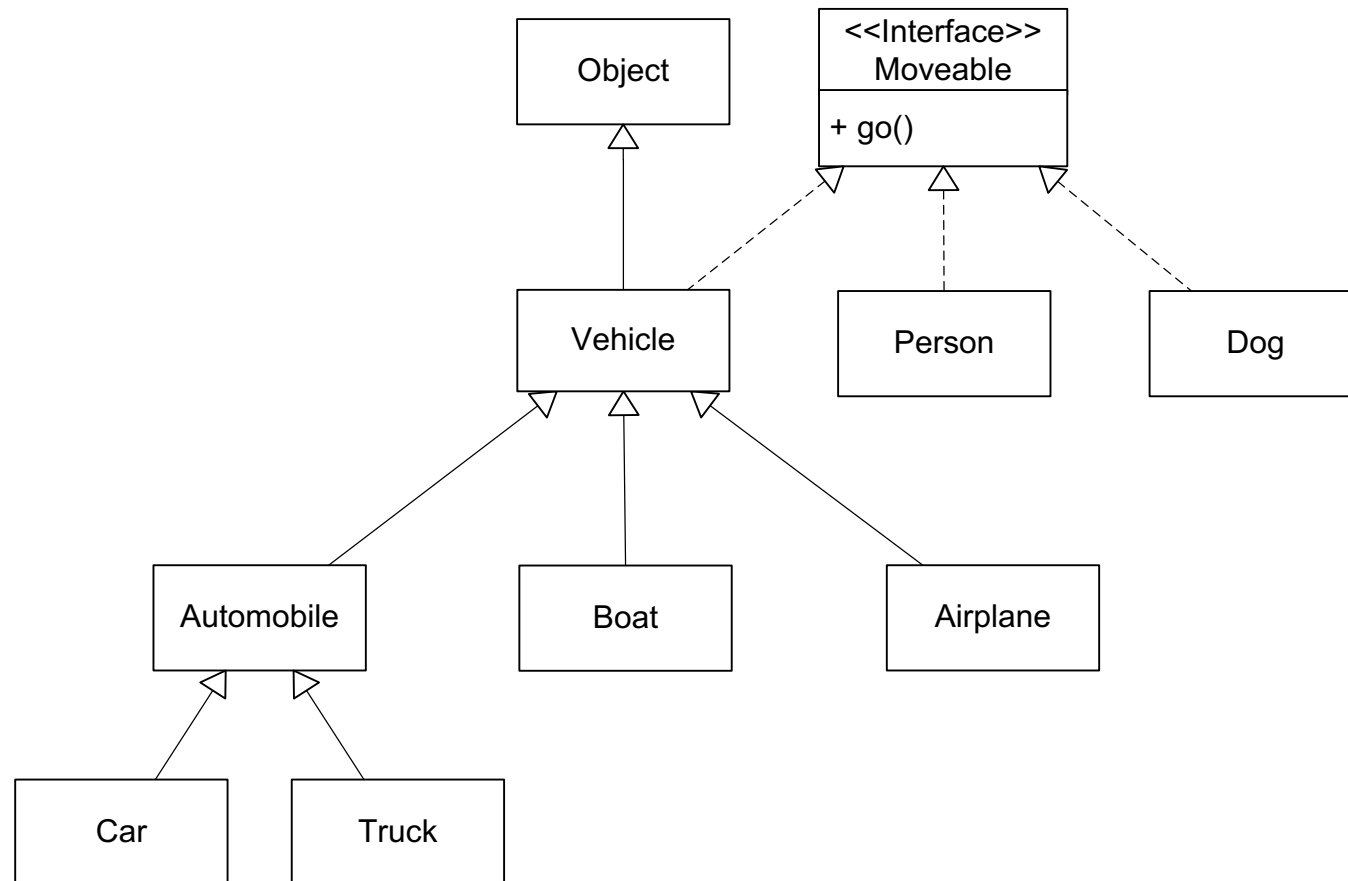 Object
<<Interface>>
Moveable
+ go()
Vehicle
Person
Dog
Automobile
Boat
Airplane
Car
Truck